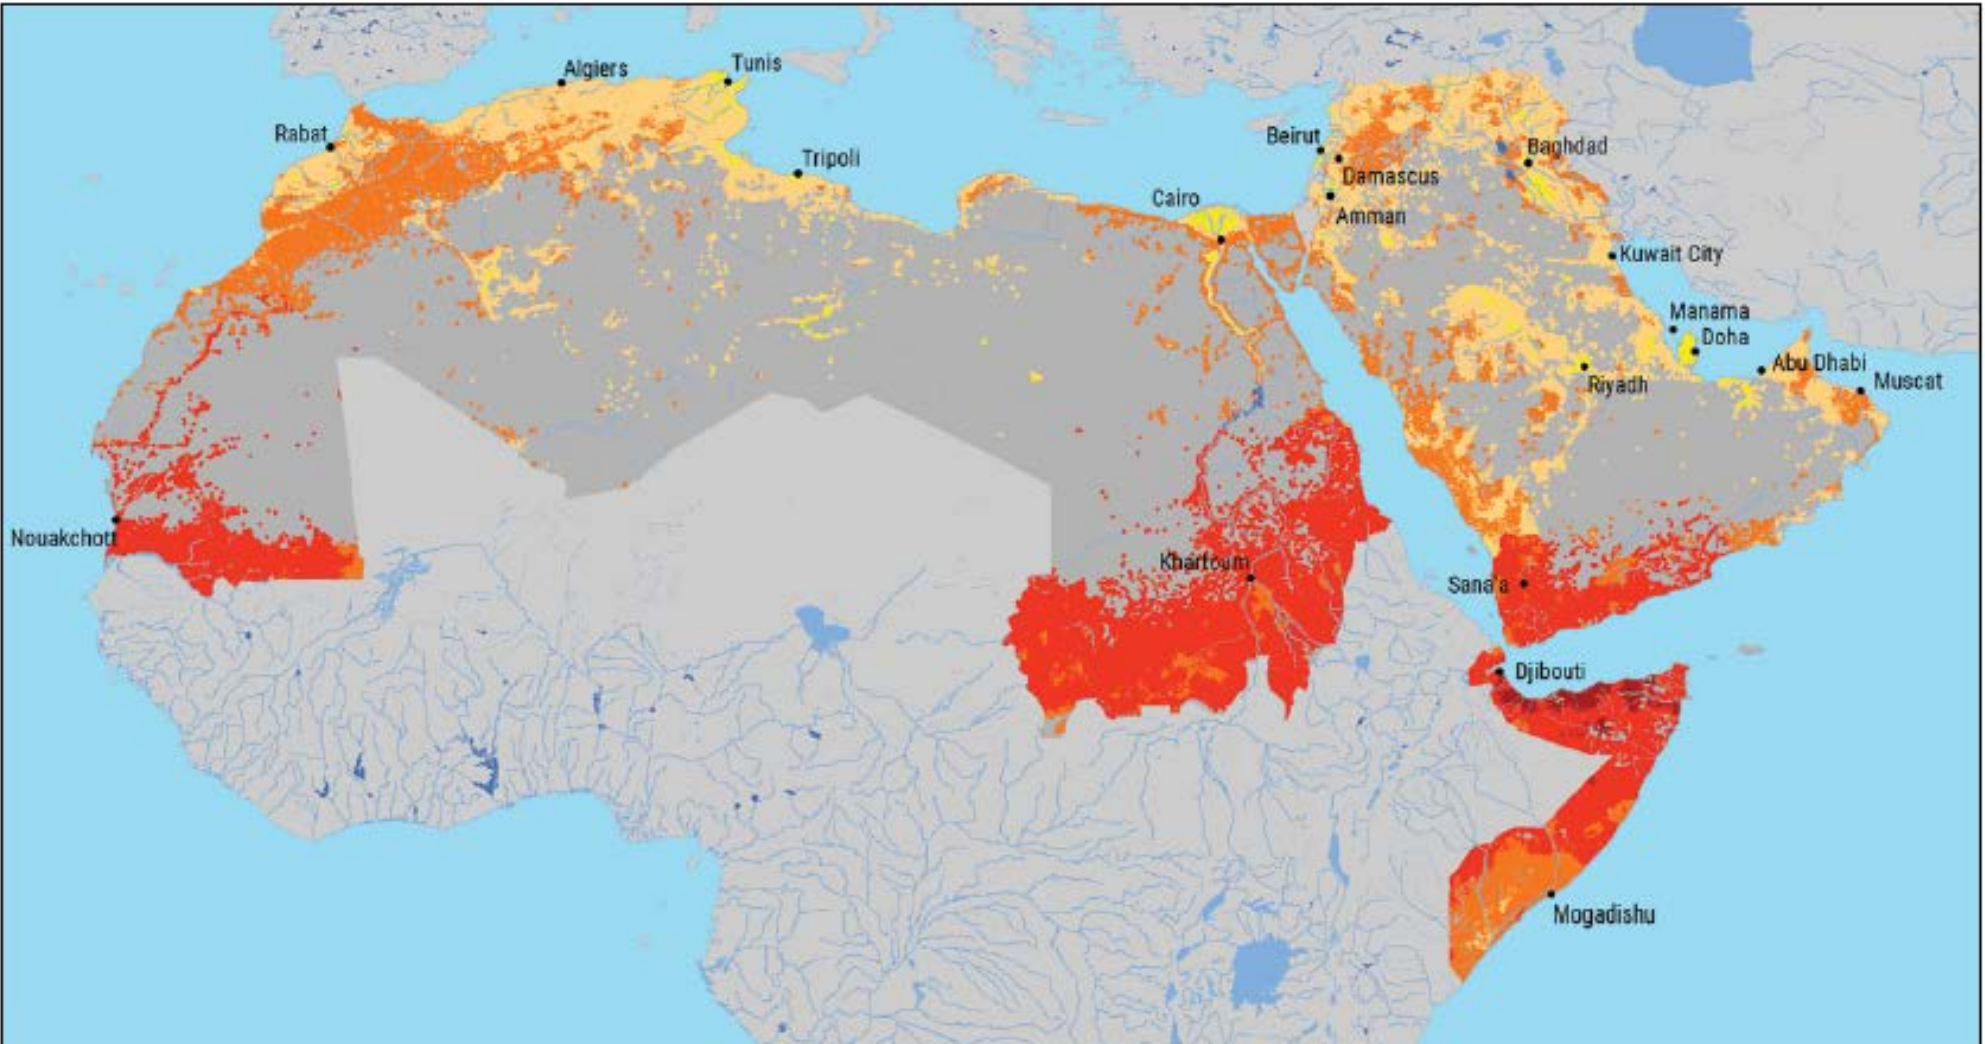 Algiers
Tunis
Rabat
Tripoli
Beirut
Baghdad
Damascus
Cairo
Amman
Kuwait City
Manama
Doha
Abu Dhabi
Riyadh
Muscat
Nouakchott
Khartoum
Sana'a
Djibouti
Mogadishu